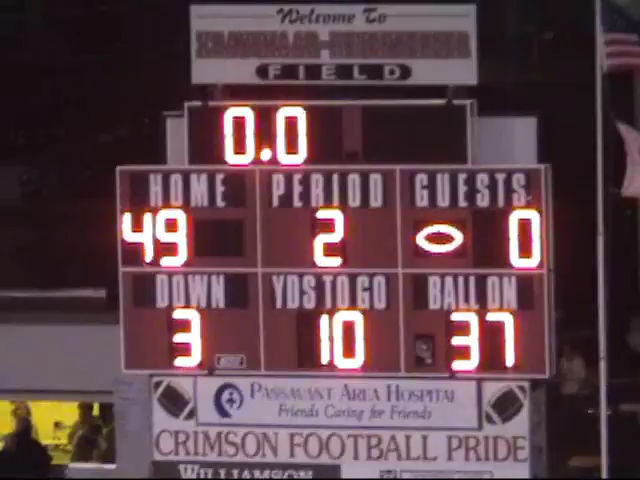 Welcome To
FIELD
0.0
HOME PERIOD GUESTS
49 2 0
DOWN YDS TO GO BALL ON
3 10 37
PASSAVANT AREA HOSPITAL
Friends Caring for Friends
CRIMSON FOOTBALL PRIDE
WILLIAMSON